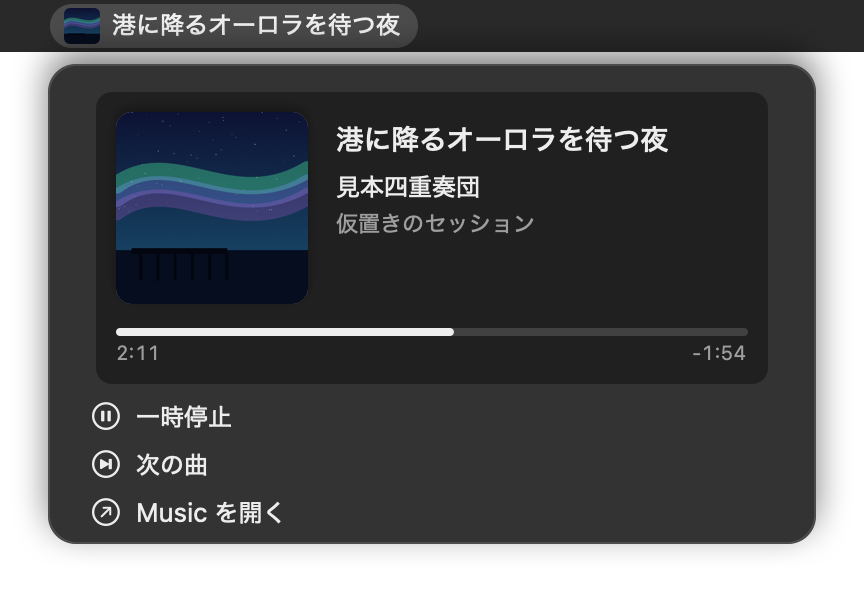 港に降るオーロラを待つ夜
港に降るオーロラを待つ夜
見本四重奏団
仮置きのセッション
2:11
-1:54
一時停止
次の曲
Music を開く